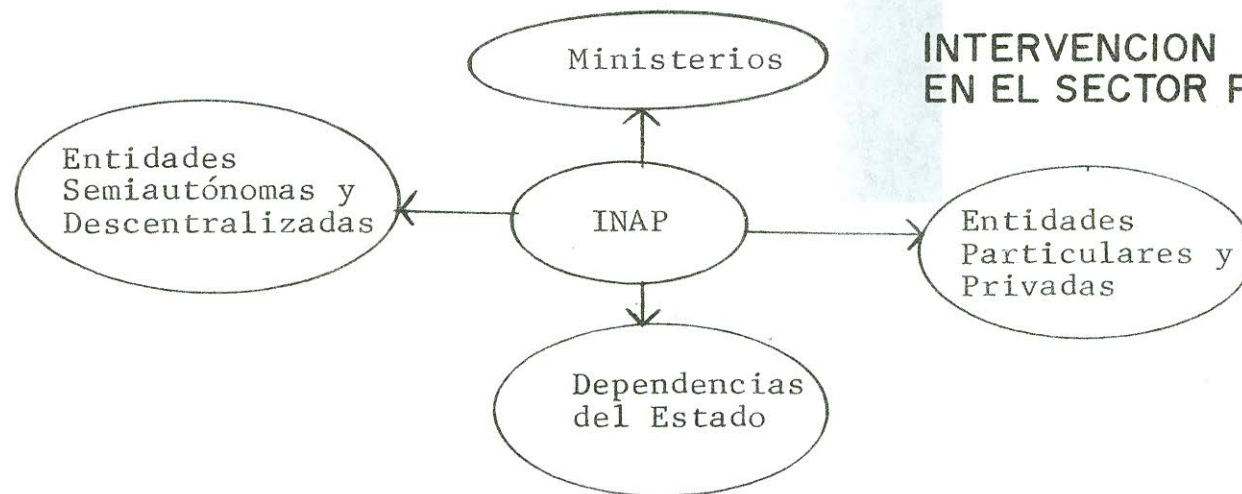 INTERVENCION
EN EL SECTOR
Ministerios
Entidades
Semiautónomas y
Descentralizadas
INAP
Entidades
Particulares y
Privadas
Dependencias
del Estado